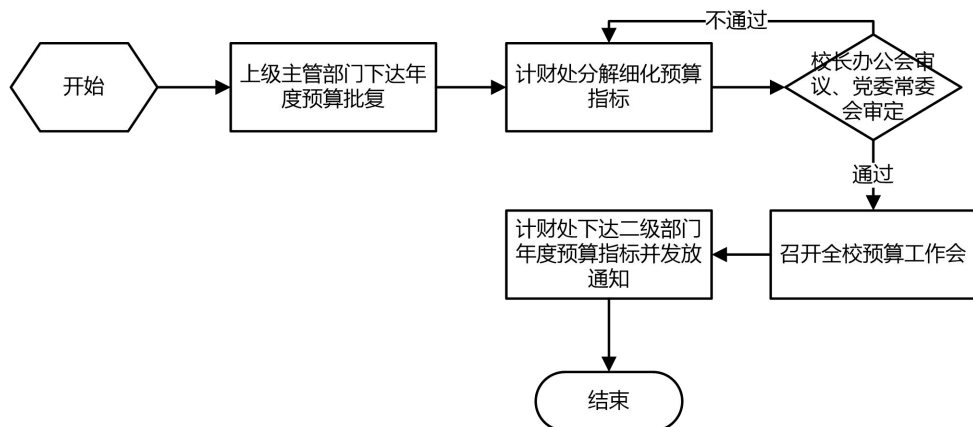 不通过
开始
上级主管部门下达年
度预算批复
计财处分解细化预算
指标
校长办公会审
议、党委常委
会审定
通过
召开全校预算工作会
计财处下达二级部门
年度预算指标并发放
通知
结束